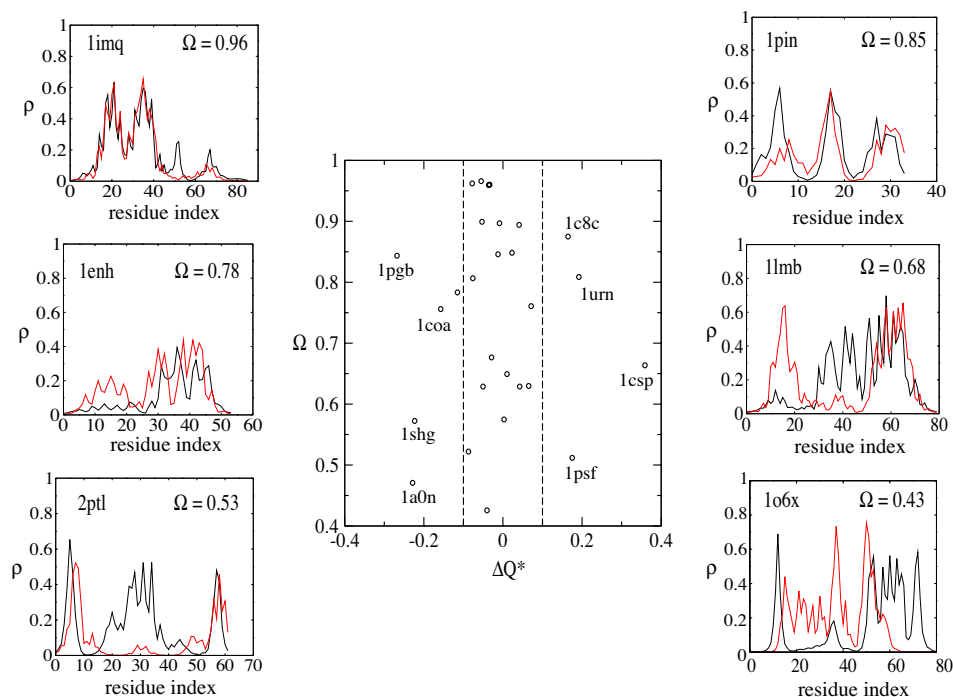 1imq Ω = 0.96
1
0.8
0.6
0.4
0.2
0
ρ
0 20 40 60 80
residue index
1enh Ω = 0.78
1
0.8
0.6
0.4
0.2
0
ρ
0 10 20 30 40 50 60
residue index
2ptl Ω = 0.53
1
0.8
0.6
0.4
0.2
0
ρ
0 10 20 30 40 50 60 70
residue index
1
0.9
0.8
0.7
0.6
0.5
0.4
Ω
1c8c
1pgb
1urn
1coa
1csp
1shg
1psf
1a0n
-0.4 -0.2 0 0.2 0.4
ΔQ*
1pin Ω = 0.85
1
0.8
0.6
0.4
0.2
0
ρ
0 10 20 30 40
residue index
1lmb Ω = 0.68
1
0.8
0.6
0.4
0.2
0
ρ
0 10 20 30 40 50 60 70 80
residue index
1o6x Ω = 0.43
1
0.8
0.6
0.4
0.2
0
ρ
0 20 40 60 80
residue index